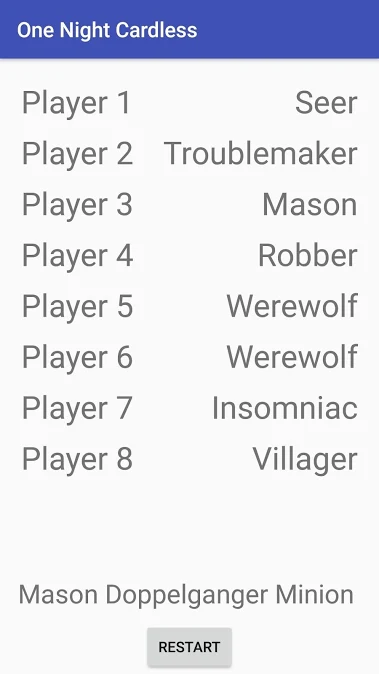 One Night Cardless
Player 1 Seer
Player 2 Troublemaker
Player 3 Mason
Player 4 Robber
Player 5 Werewolf
Player 6 Werewolf
Player 7 Insomniac
Player 8 Villager
Mason Doppelganger Minion
RESTART